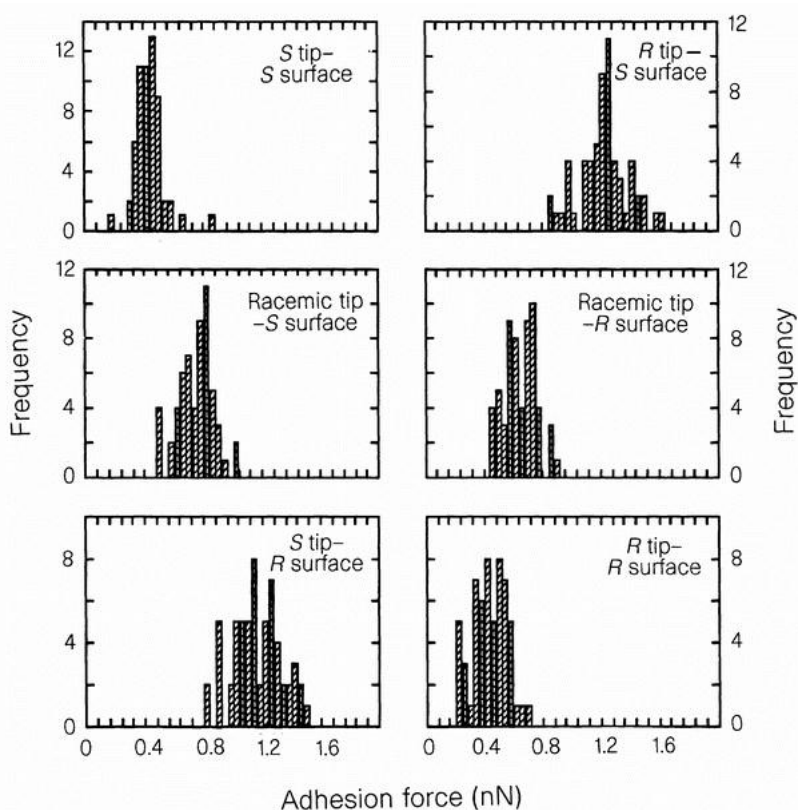 S tip–
S surface
12
8
4
0
R tip –
S surface
12
8
4
0
Frequency
Racemic tip
–S surface
12
8
4
0
Racemic tip
–R surface
12
8
4
0
Frequency
S tip–
R surface
8
4
0
0 0.4 0.8 1.2 1.6
R tip–
R surface
8
4
0
0 0.4 0.8 1.2 1.6
Adhesion force (nN)